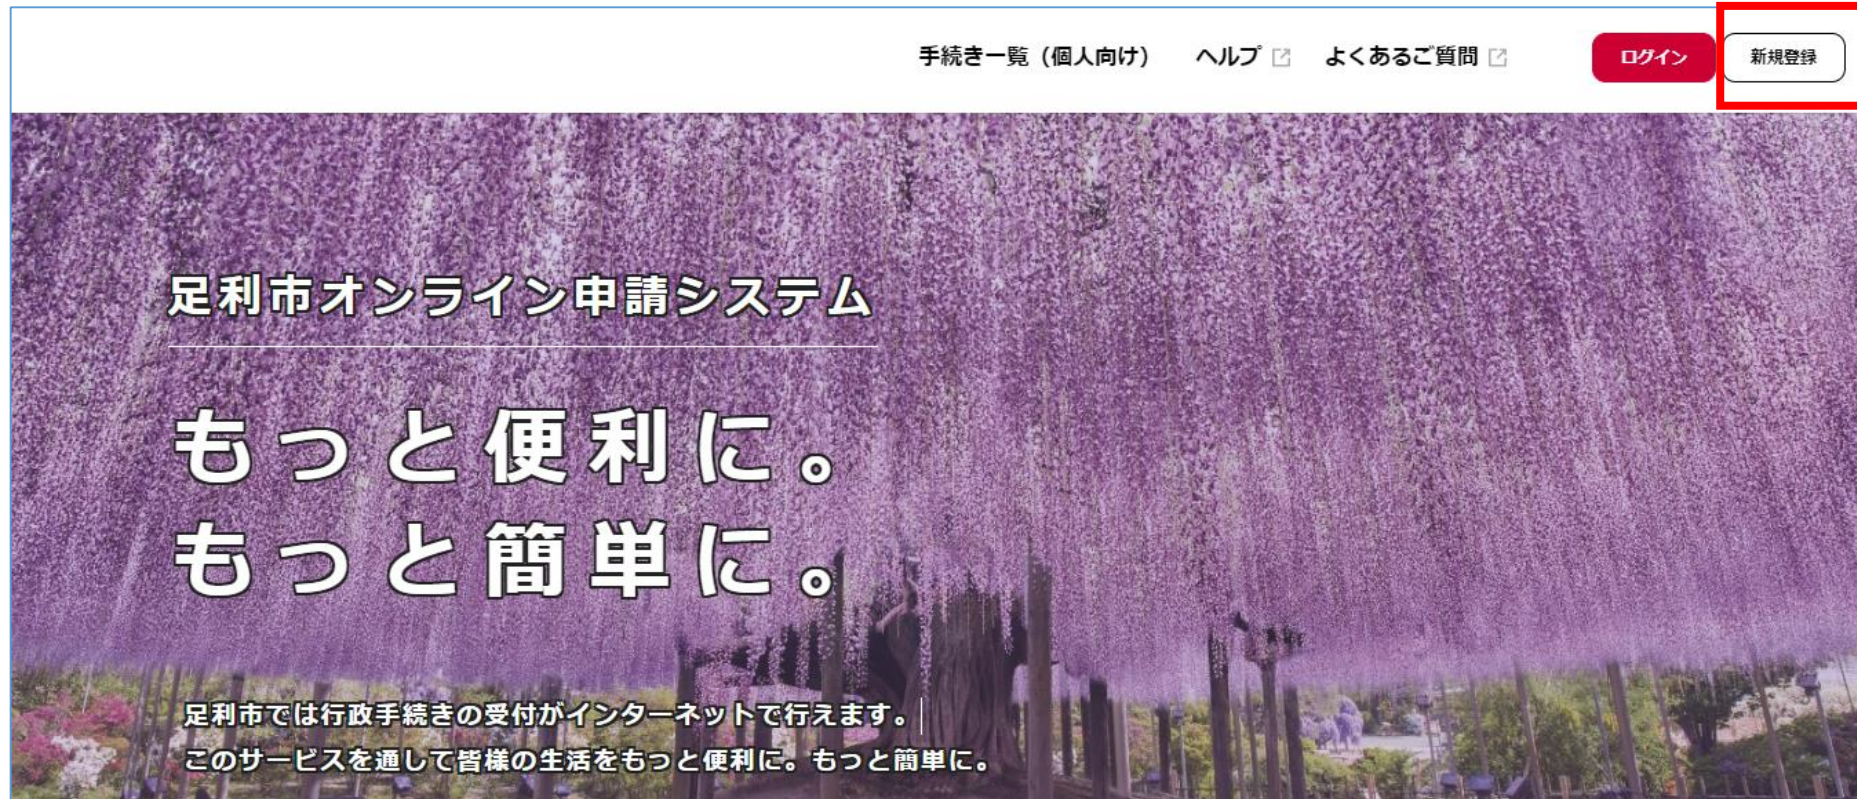 手続き一覧（個人向け） ヘルプ よくあるご質問 ログイン 新規登録
足利市オンライン申請システム
もっと便利に。
もっと簡単に。
足利市では行政手続きの受付がインターネットで行えます。
このサービスを通して皆様の生活をもっと便利に。もっと簡単に。